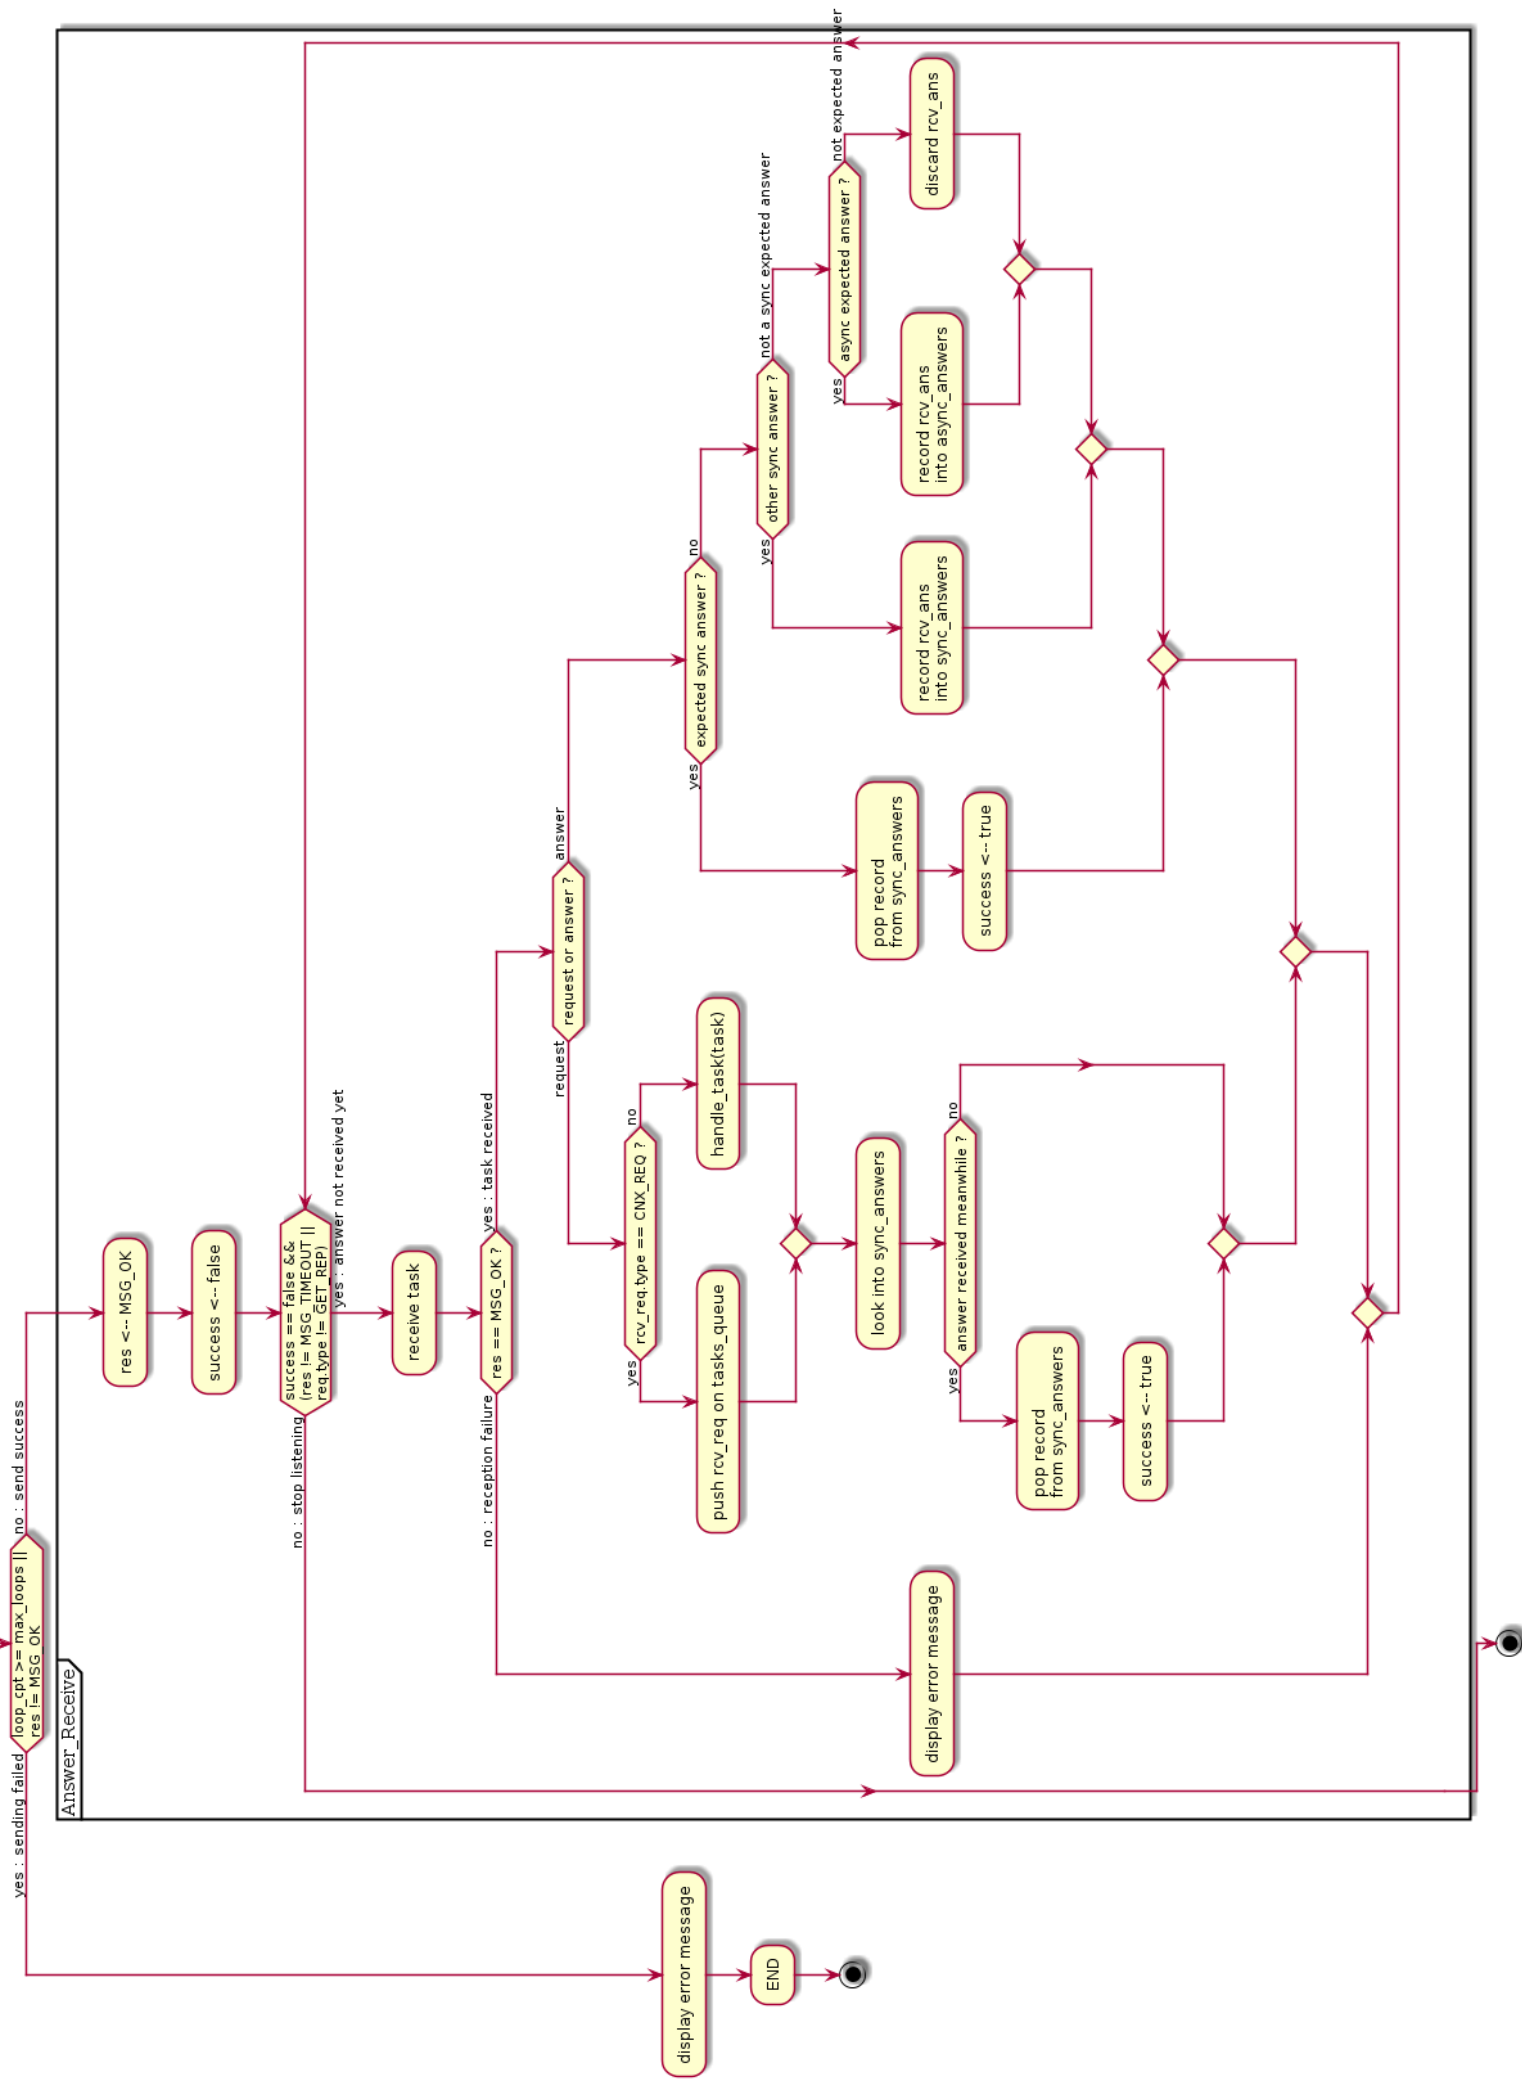 loop_cpt >= max_loops ||
res != MSG_OK
yes : sending failed
no : send success
display error message
END
Answer_Receive
res <-- MSG_OK
success <-- false
success == false &&
(res != MSG_TIMEOUT ||
req.type != GET_REP)
yes : answer not received yet
no : stop listening
receive task
res == MSG_OK ?
no : reception failure
yes : task received
display error message
request or answer ?
request
answer
rcv_req.type == CNX_REQ ?
yes
no
push rcv_req on tasks_queue
handle_task(task)
look into sync_answers
answer received meanwhile ?
yes
no
pop record
from sync_answers
success <-- true
expected sync answer ?
yes
no
pop record
from sync_answers
success <-- true
other sync answer ?
yes
not a sync expected answer
record rcv_ans
into sync_answers
async expected answer ?
yes
not expected answer
record rcv_ans
into async_answers
discard rcv_ans